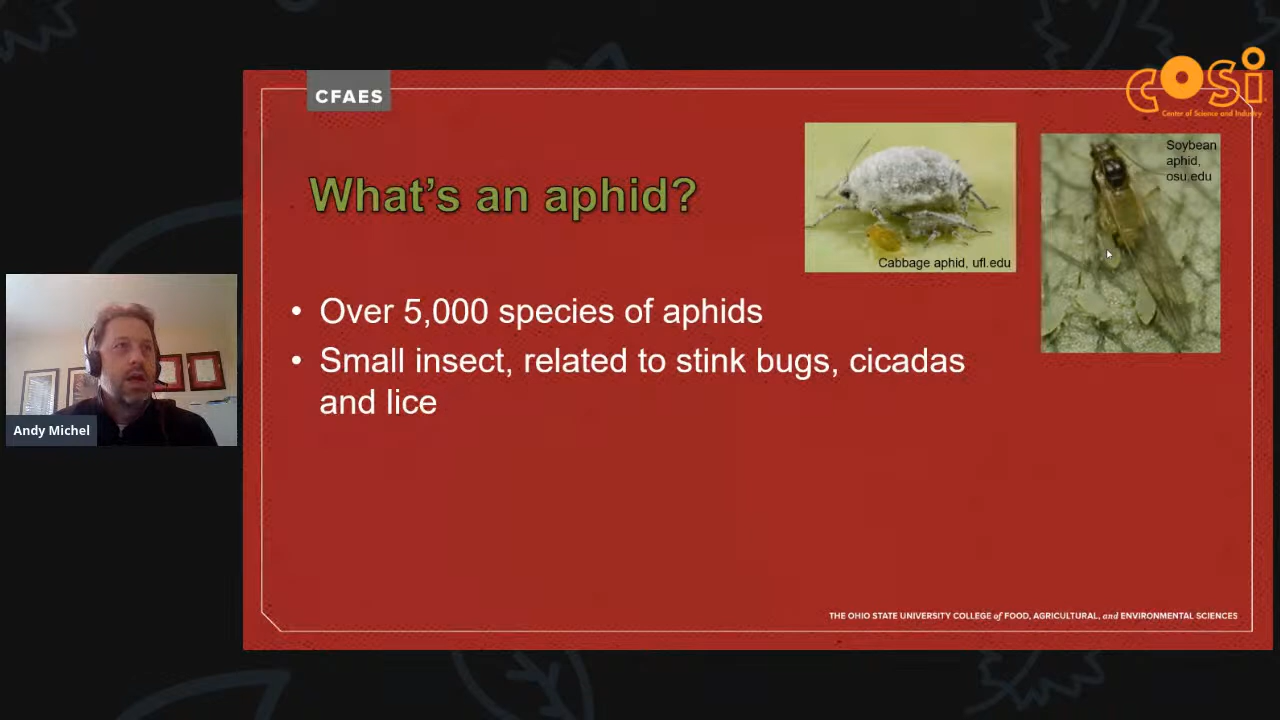 CFAES
COSI
Center of Science and Industry
What's an aphid?
Cabbage aphid, ufl.edu
Soybean
aphid,
osu.edu
• Over 5,000 species of aphids
• Small insect, related to stink bugs, cicadas
and lice
Andy Michel
THE OHIO STATE UNIVERSITY COLLEGE of FOOD, AGRICULTURAL, and ENVIRONMENTAL SCIENCES